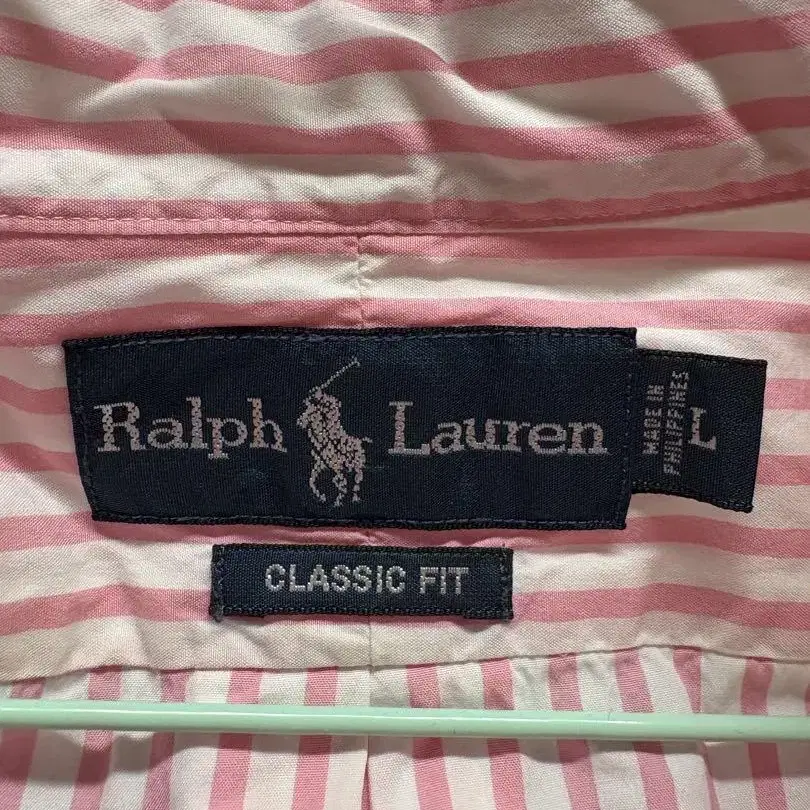 Ralph Lauren
MADE IN
PHILIPPINES
L
CLASSIC FIT